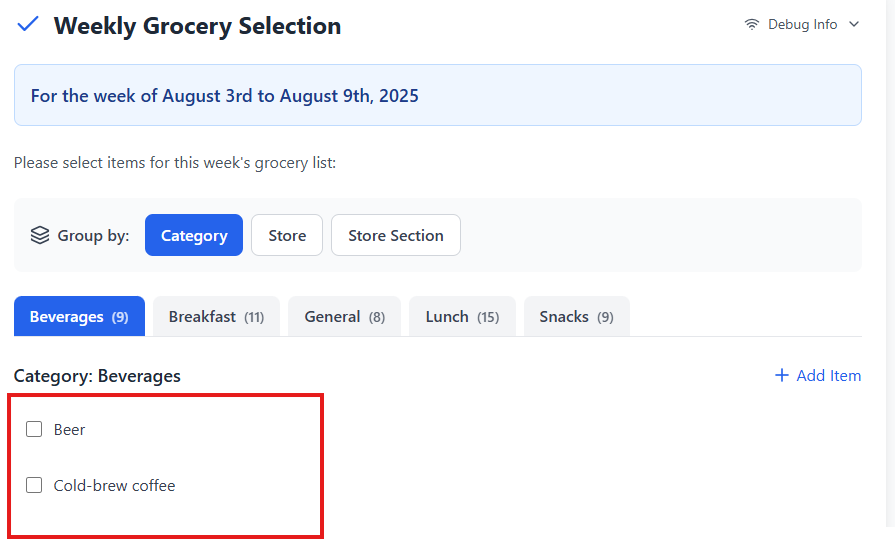 Weekly Grocery Selection
Debug Info
For the week of August 3rd to August 9th, 2025
Please select items for this week's grocery list:
Group by: Category Store Store Section
Beverages (9) Breakfast (11) General (8) Lunch (15) Snacks (9)
Category: Beverages
+ Add Item
Beer
Cold-brew coffee